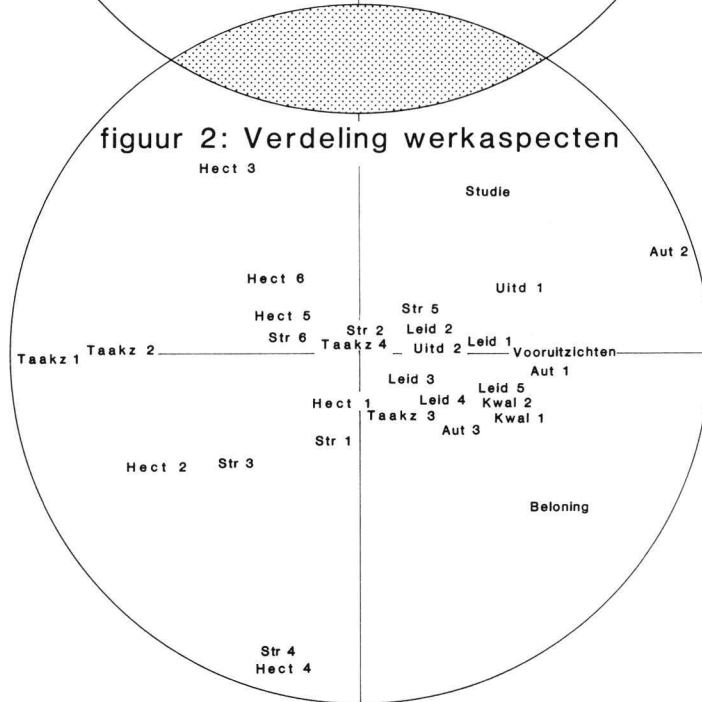 figuur 2: Verdeling werkaspecten
Hect 3
Studie
Aut 2
Hect 6
Uitd 1
Str 5
Hect 5
Str 2
Leid 2
Str 6
Taakz 4
Uitd 2
Leid 1
Taakz 1
Taakz 2
Vooruitzichten
Aut 1
Leid 3
Leid 5
Hect 1
Leid 4
Kwal 2
Taakz 3
Kwal 1
Aut 3
Str 1
Hect 2
Str 3
Beloning
Str 4
Hect 4